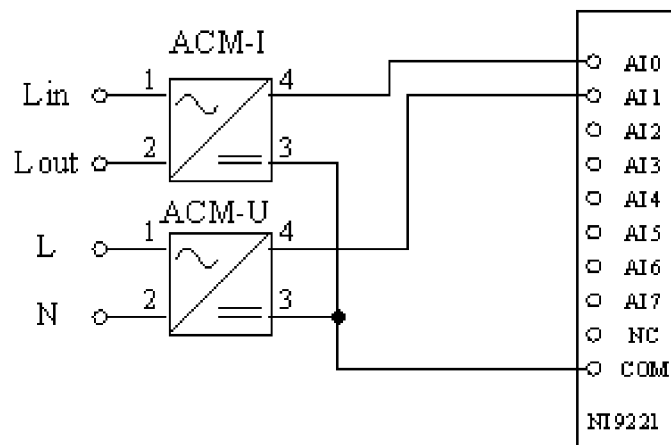 ACM-I
Lin 1 4
Lout 2 3
ACM-U
L 1 4
N 2 3
AI0
AI1
AI2
AI3
AI4
AI5
AI6
AI7
NC
COM
NI9221